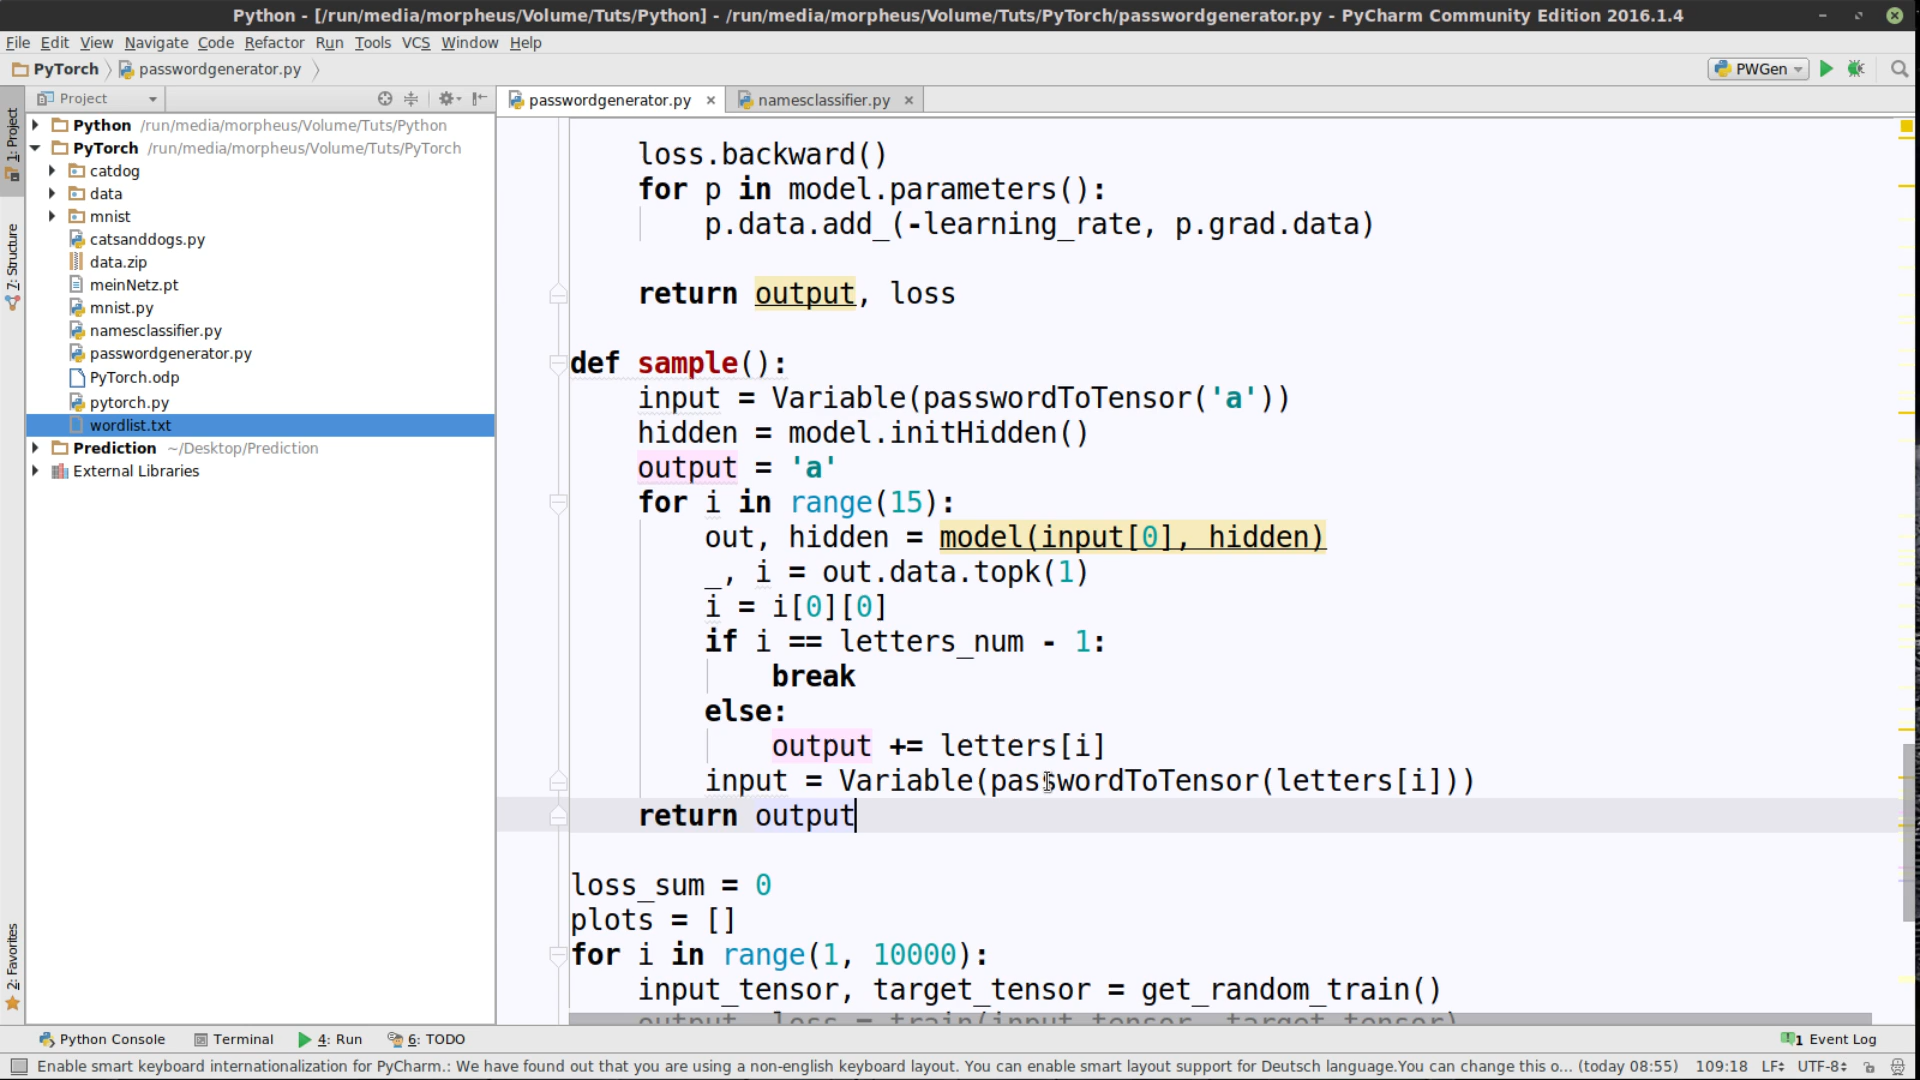 Python - [/run/media/morpheus/Volume/Tuts/Python] - /run/media/morpheus/Volume/Tuts/PyTorch/passwordgenerator.py - PyCharm Community Edition 2016.1.4
File Edit View Navigate Code Refactor Run Tools VCS Window Help
PyTorch passwordgenerator.py PWGen
Project
passwordgenerator.py namesclassifier.py
1: Project
7: Structure
2: Favorites
Python /run/media/morpheus/Volume/Tuts/Python
PyTorch /run/media/morpheus/Volume/Tuts/PyTorch
catdog
data
mnist
catsanddogs.py
data.zip
meinNetz.pt
mnist.py
namesclassifier.py
passwordgenerator.py
PyTorch.odp
pytorch.py
wordlist.txt
Prediction ~/Desktop/Prediction
External Libraries
loss.backward()
for p in model.parameters():
p.data.add_(-learning_rate, p.grad.data)
return output, loss
def sample():
input = Variable(passwordToTensor('a'))
hidden = model.initHidden()
output = 'a'
for i in range(15):
out, hidden = model(input[0], hidden)
_, i = out.data.topk(1)
i = i[0][0]
if i == letters_num - 1:
break
else:
output += letters[i]
input = Variable(passwordToTensor(letters[i]))
return output
loss_sum = 0
plots = []
for i in range(1, 10000):
input_tensor, target_tensor = get_random_train()
output, loss = train(input_tensor, target_tensor)
Python Console Terminal 4: Run 6: TODO 1 Event Log
Enable smart keyboard internationalization for PyCharm.: We have found out that you are using a non-english keyboard layout. You can enable smart layout support for Deutsch language.You can change this o... (today 08:55) 109:18 LF UTF-8